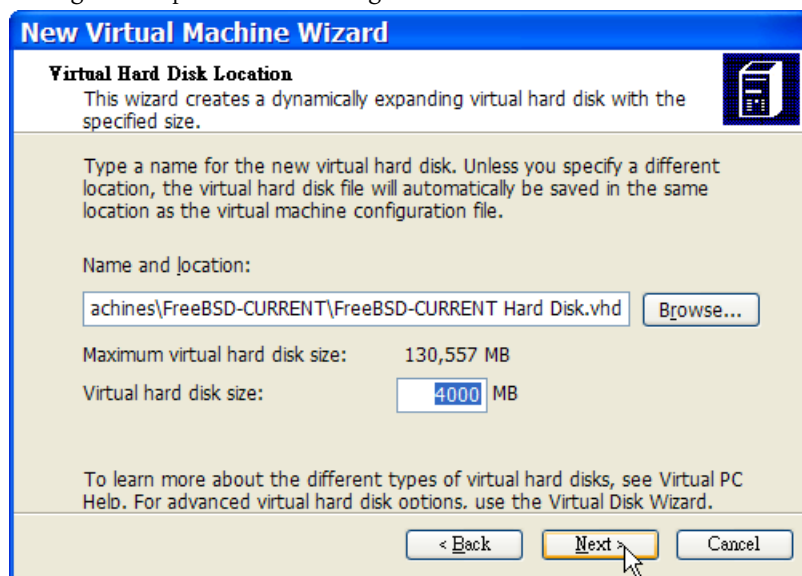 New Virtual Machine Wizard
Virtual Hard Disk Location
This wizard creates a dynamically expanding virtual hard disk with the
specified size.
Type a name for the new virtual hard disk. Unless you specify a different
location, the virtual hard disk file will automatically be saved in the same
location as the virtual machine configuration file.
Name and location:
achines\FreeBSD-CURRENT\FreeBSD-CURRENT Hard Disk.vhd Browse...
Maximum virtual hard disk size: 130,557 MB
Virtual hard disk size: 4000 MB
To learn more about the different types of virtual hard disks, see Virtual PC
Help. For advanced virtual hard disk options, use the Virtual Disk Wizard.
< Back Next > Cancel